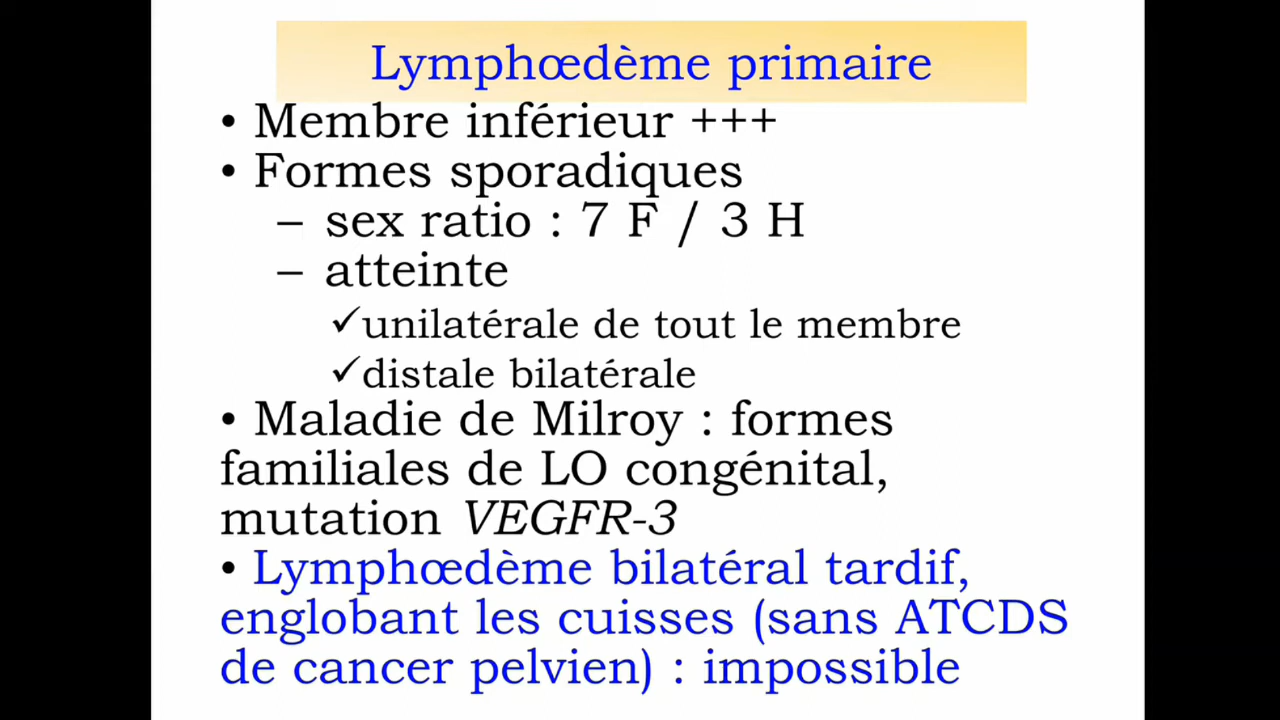 Lymphœdème primaire
• Membre inférieur +++
• Formes sporadiques
– sex ratio : 7 F / 3 H
– atteinte
✓unilatérale de tout le membre
✓distale bilatérale
• Maladie de Milroy : formes
familiales de LO congénital,
mutation VEGFR-3
• Lymphœdème bilatéral tardif,
englobant les cuisses (sans ATCDS
de cancer pelvien) : impossible